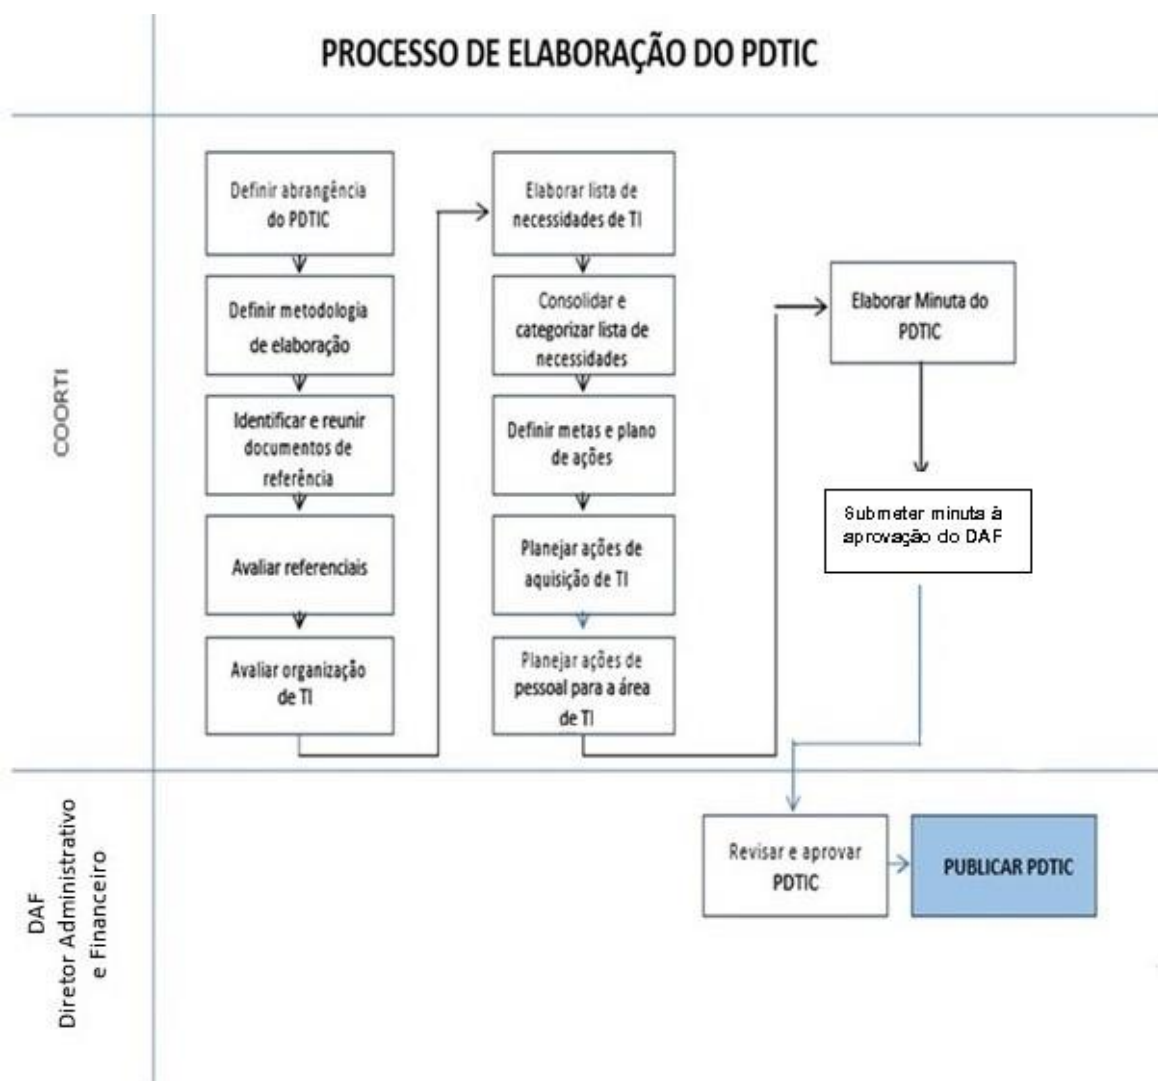 PROCESSO DE ELABORAÇÃO DO PDTIC
COORTI
Definir abrangência
do PDTIC
Definir metodologia
de elaboração
Identificar e reunir
documentos de
referência
Avaliar referenciais
Avaliar organização
de TI
Elaborar lista de
necessidades de TI
Consolidar e
categorizar lista de
necessidades
Definir metas e plano
de ações
Planejar ações de
aquisição de TI
Planejar ações de
pessoal para a área
de TI
Elaborar Minuta do
PDTIC
Submeter minuta à
aprovação do DAF
DAF
Diretor Administrativo
e Financeiro
Revisar e aprovar
PDTIC
PUBLICAR PDTIC